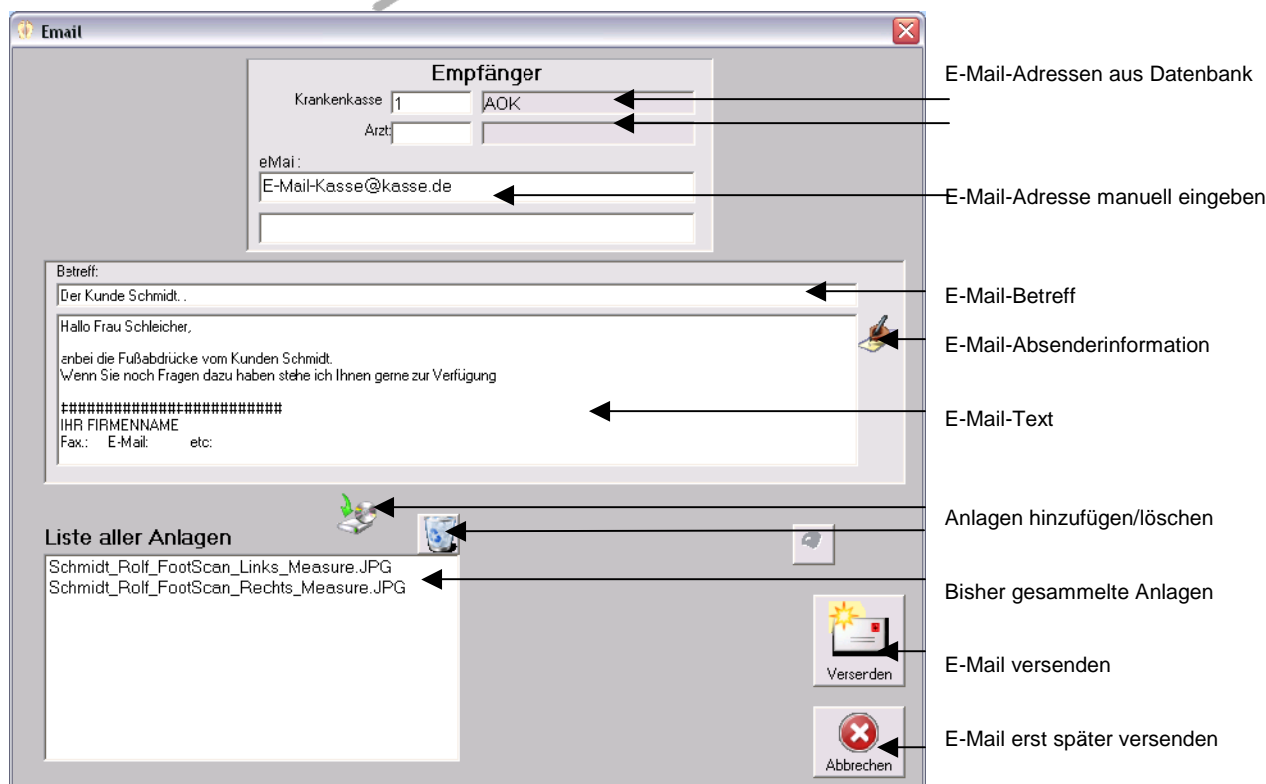 Email
Empfänger
E-Mail-Adressen aus Datenbank
Krankenkasse 1 AOK
Arzt:
eMai :
E-Mail-Kasse@kasse.de
E-Mail-Adresse manuell eingeben
Betreff:
Der Kunde Schmidt. .
E-Mail-Betreff
Hallo Frau Schleicher,
E-Mail-Absenderinformation
anbei die Fußabdrücke vom Kunden Schmidt.
Wenn Sie noch Fragen dazu haben stehe ich Ihnen gerne zur Verfügung
##########################
E-Mail-Text
IHR FIRMENNAME
Fax.: E-Mail: etc:
Anlagen hinzufügen/löschen
Liste aller Anlagen
Schmidt_Rolf_FootScan_Links_Measure.JPG
Schmidt_Rolf_FootScan_Rechts_Measure.JPG
Bisher gesammelte Anlagen
E-Mail versenden
Verserden
E-Mail erst später versenden
Abbrechen